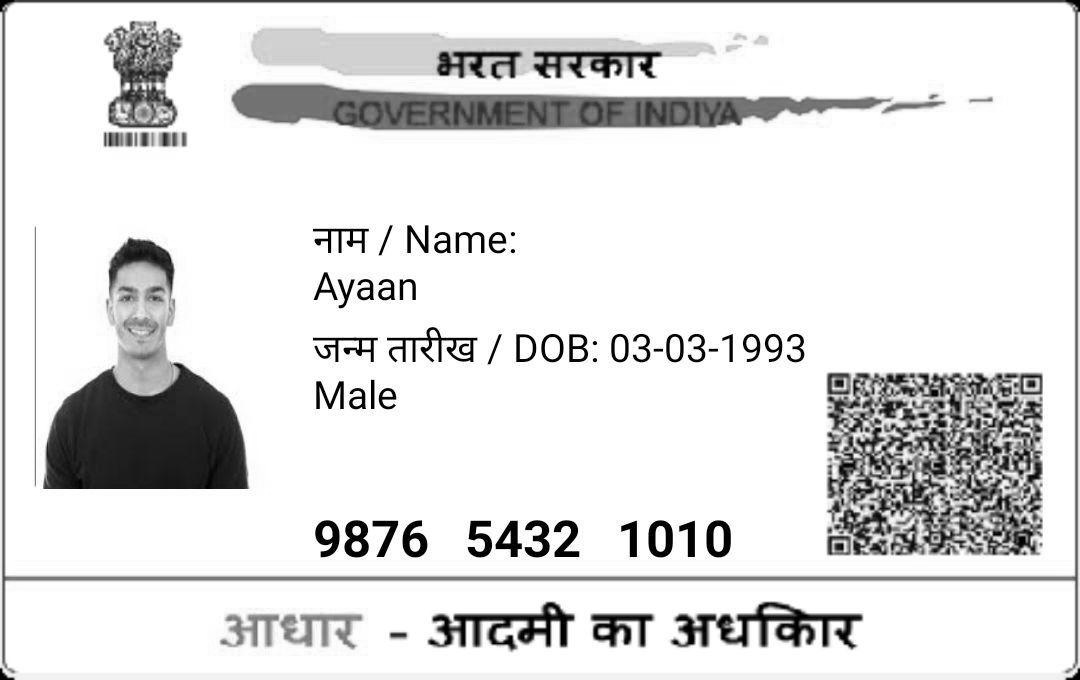 भरत सरकार
GOVERNMENT OF INDIYA
नाम / Name:
Ayaan
जन्म तारीख / DOB: 03-03-1993
Male
9876 5432 1010
आधार - आदमी का अधकिार